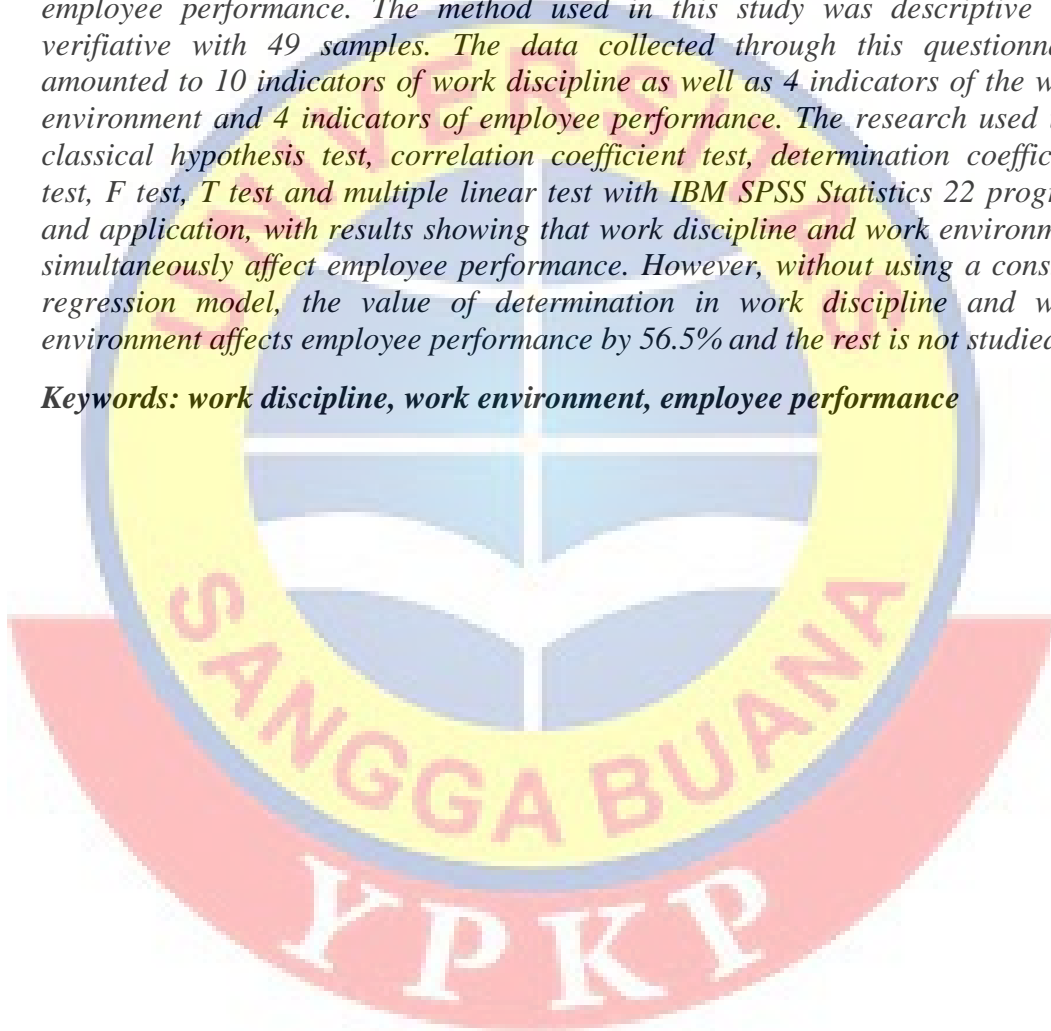 employee performance. The method used in this study was descriptive
verifiative with 49 samples. The data collected through this
amounted to 10 indicators of work discipline as well as 4 indicators of the
environment and 4 indicators of employee performance. The research used
classical hypothesis test, correlation coefficient test, determination
test, F test, T test and multiple linear test with IBM SPSS Statistics 22
and application, with results showing that work discipline and work
simultaneously affect employee performance. However, without using a
regression model, the value of determination in work discipline and
environment affects employee performance by 56.5% and the rest is not studied
Keywords: work discipline, work environment, employee performance
UNIVERSITAS
SANGGA BUANA
YPKP